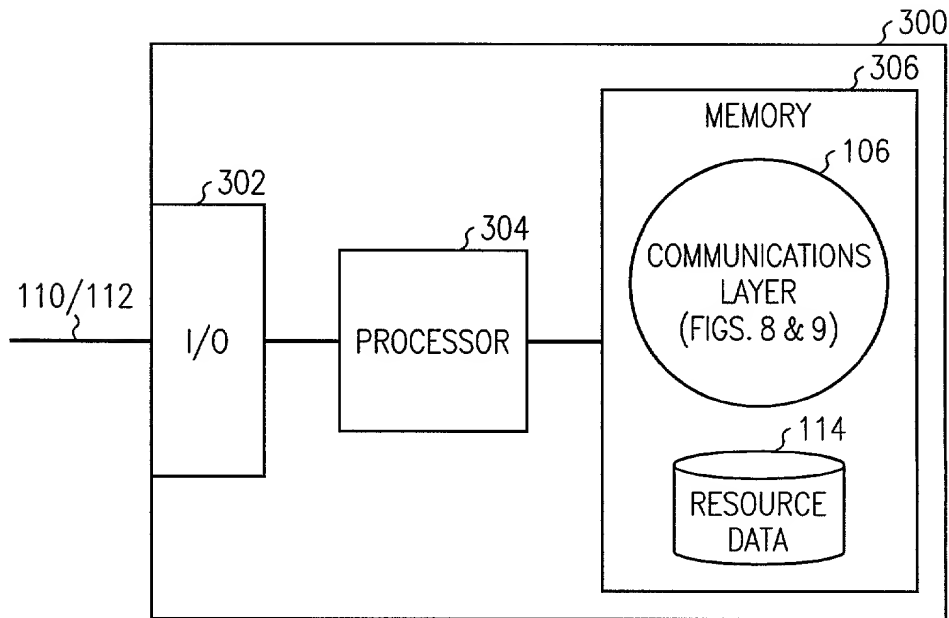 300
306
MEMORY
106
302
304
COMMUNICATIONS
LAYER
(FIGS. 8 & 9)
110/112
I/O
PROCESSOR
114
RESOURCE
DATA